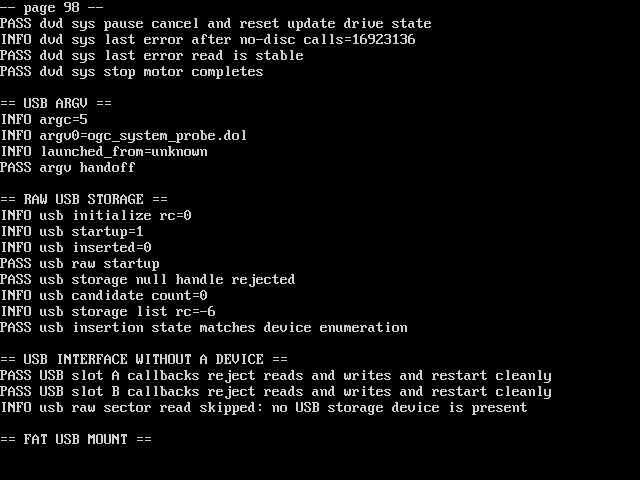 -- page 98 --
PASS dvd sys pause cancel and reset update drive state
INFO dvd sys last error after no-disc calls=16923136
PASS dvd sys last error read is stable
PASS dvd sys stop motor completes
== USB ARGV ==
INFO argc=5
INFO argv0=ogc_system_probe.dol
INFO launched_from=unknown
PASS argv handoff
== RAW USB STORAGE ==
INFO usb initialize rc=0
INFO usb startup=1
INFO usb inserted=0
PASS usb raw startup
PASS usb storage null handle rejected
INFO usb candidate count=0
INFO usb storage list rc=-6
PASS usb insertion state matches device enumeration
== USB INTERFACE WITHOUT A DEVICE ==
PASS USB slot A callbacks reject reads and writes and restart cleanly
PASS USB slot B callbacks reject reads and writes and restart cleanly
INFO usb raw sector read skipped: no USB storage device is present
== FAT USB MOUNT ==